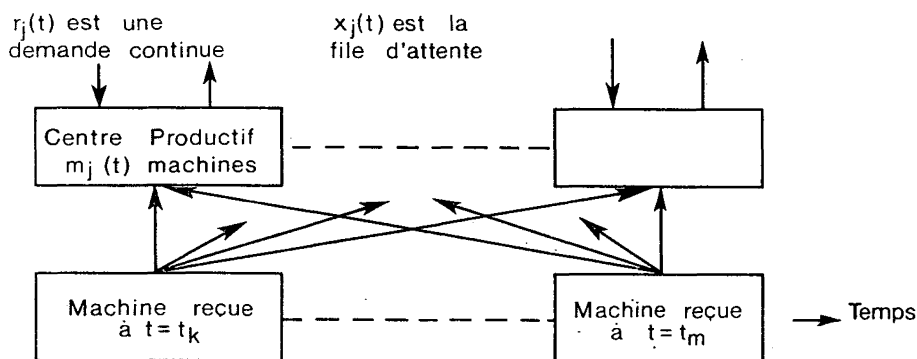 rj(t) est une
demande continue
xj(t) est la
file d'attente
Centre Productif
mj(t) machines
Machine reçue
à t=tk
Machine reçue
à t=tm
Temps